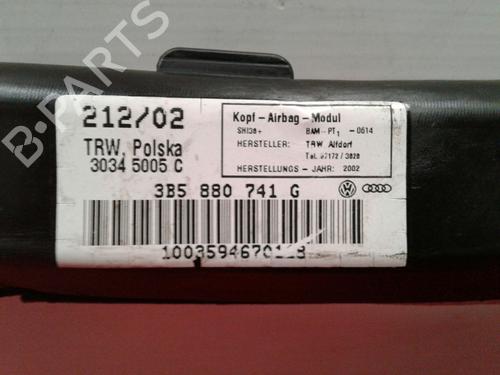 B-PARTS
212/02
TRW. Polska
3034 5005 C
Kopf-Airbag-Modul
SHI38+ BAM-PT1-0614
HERSTELLER: TRW Alfdorf
Tel. 07172/3020
HERSTELLUNGS-JAHR: 2002
3B5 880 741 G